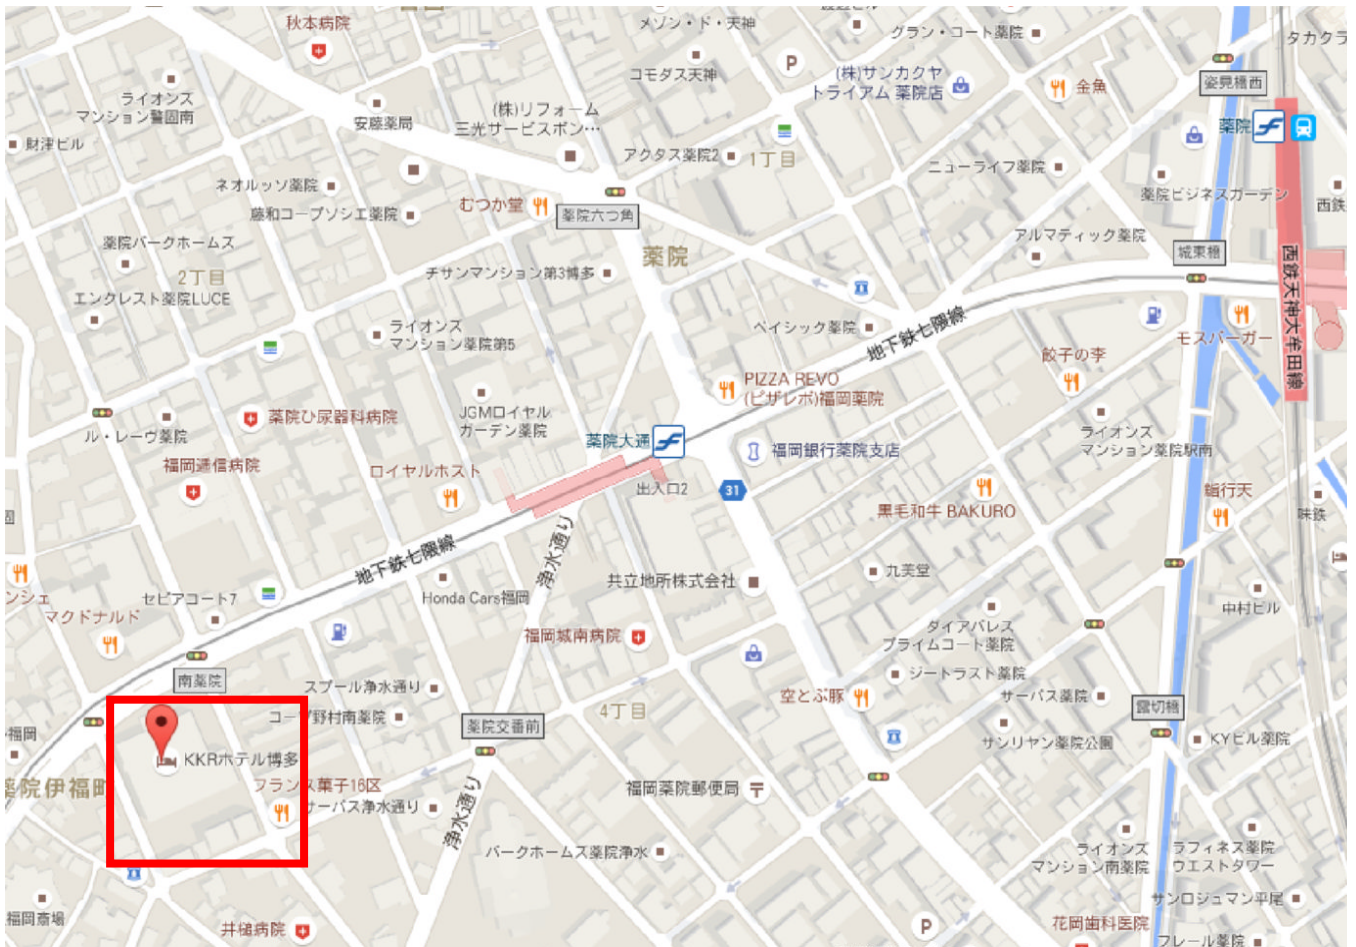 秋本病院
メゾン・ド・天神
グラン・コート薬院
タカクラ
コモダス天神
P
(株)サンカクヤ
トライアム 薬院店
金魚
姿見橋西
ライオンズ
マンション警固南
安藤薬局
(株)リフォーム
三光サービスボン…
財津ビル
アクタス薬院2
1丁目
薬院
ニューライフ薬院
ネオルッソ薬院
むつか堂
薬院ビジネスガーデン
西鉄
藤和コープソシエ薬院
薬院六つ角
薬院パークホームズ
薬院
アルマティック薬院
城東橋
2丁目
チサンマンション第3博多
エンクレスト薬院LUCE
西鉄天神大牟田線
ライオンズ
マンション薬院第5
ベイシック薬院
地下鉄七隈線
モスバーガー
餃子の李
PIZZA REVO
(ピザレボ)福岡薬院
薬院ひ尿器科病院
JGMロイヤル
ガーデン薬院
ル・レーヴ薬院
薬院大通
福岡銀行薬院支店
ライオンズ
マンション薬院駅南
福岡逓信病院
ロイヤルホスト
出入口2
31
黒毛和牛 BAKURO
味鉄
地下鉄七隈線
浄水通り
九芙堂
ンシェ
セピアコート7
Honda Cars福岡
共立地所株式会社
中村ビル
マクドナルド
福岡城南病院
ダイアパレス
プライムコート薬院
南薬院
スプール浄水通り
ジートラスト薬院
空とぶ豚
サーパス薬院
コープ野村南薬院
薬院交番前
4丁目
サンリヤン薬院公園
KYビル薬院
福岡
KKRホテル博多
薬院伊福町
フランス菓子16区
サーパス浄水通り
福岡薬院郵便局
浄水通り
パークホームズ薬院浄水
ライオンズ
マンション南薬院
ラフィネス薬院
ウエストタワー
サンロジュマン平尾
福岡斎場
井槌病院
P
花岡歯科医院
フレール薬院